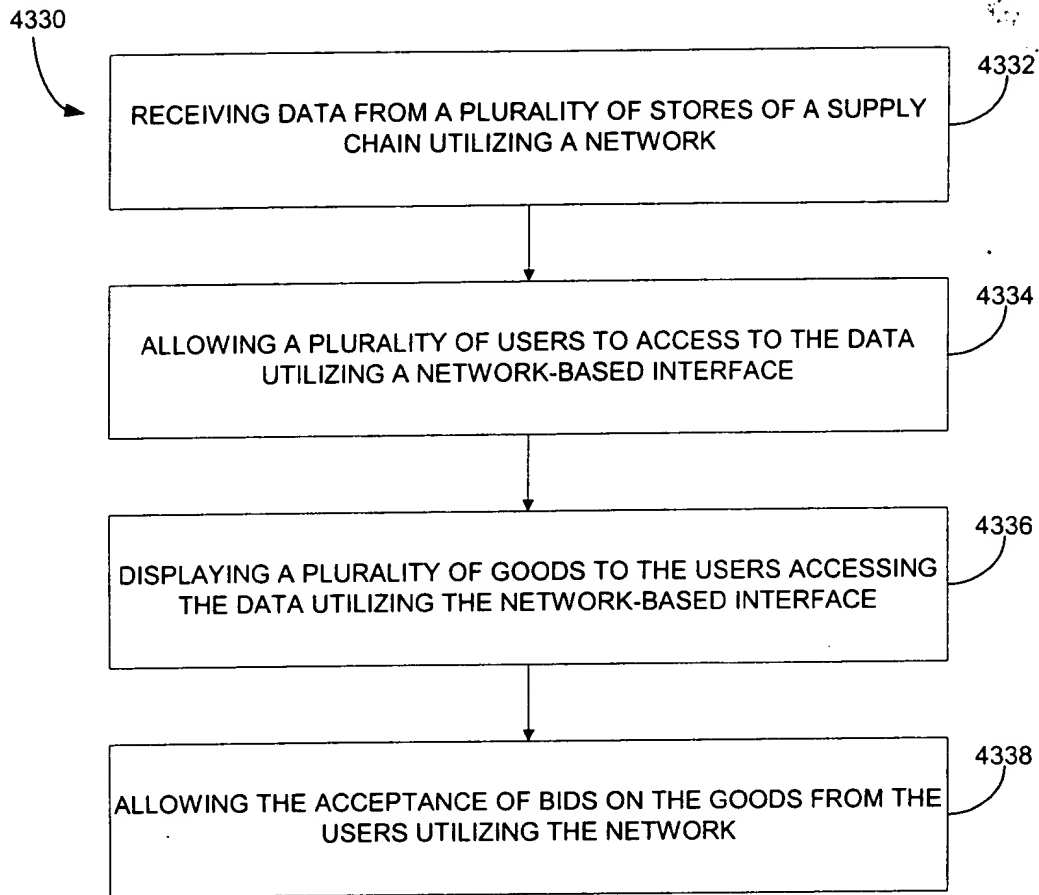 4330
4332
RECEIVING DATA FROM A PLURALITY OF STORES OF A SUPPLY
CHAIN UTILIZING A NETWORK
4334
ALLOWING A PLURALITY OF USERS TO ACCESS TO THE DATA
UTILIZING A NETWORK-BASED INTERFACE
4336
DISPLAYING A PLURALITY OF GOODS TO THE USERS ACCESSING
THE DATA UTILIZING THE NETWORK-BASED INTERFACE
4338
ALLOWING THE ACCEPTANCE OF BIDS ON THE GOODS FROM THE
USERS UTILIZING THE NETWORK